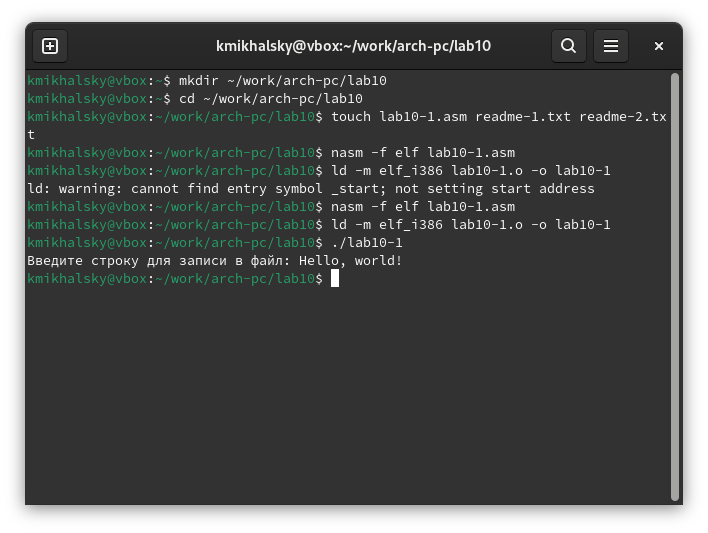 kmikhalsky@vbox:~/work/arch-pc/lab10
kmikhalsky@vbox:~$ mkdir ~/work/arch-pc/lab10
kmikhalsky@vbox:~$ cd ~/work/arch-pc/lab10
kmikhalsky@vbox:~/work/arch-pc/lab10$ touch lab10-1.asm readme-1.txt readme-2.tx
t
kmikhalsky@vbox:~/work/arch-pc/lab10$ nasm -f elf lab10-1.asm
kmikhalsky@vbox:~/work/arch-pc/lab10$ ld -m elf_i386 lab10-1.o -o lab10-1
ld: warning: cannot find entry symbol _start; not setting start address
kmikhalsky@vbox:~/work/arch-pc/lab10$ nasm -f elf lab10-1.asm
kmikhalsky@vbox:~/work/arch-pc/lab10$ ld -m elf_i386 lab10-1.o -o lab10-1
kmikhalsky@vbox:~/work/arch-pc/lab10$ ./lab10-1
Введите строку для записи в файл: Hello, world!
kmikhalsky@vbox:~/work/arch-pc/lab10$